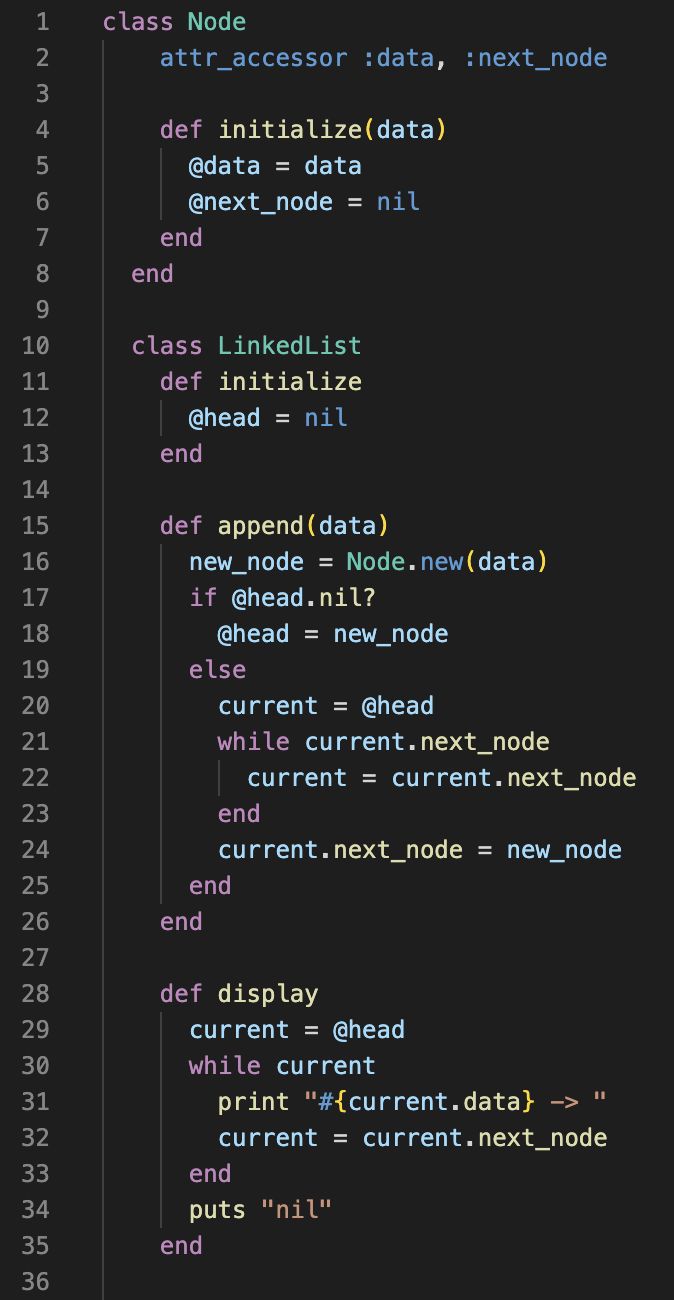 1 class Node
2     attr_accessor :data, :next_node
3
4     def initialize(data)
5       @data = data
6       @next_node = nil
7     end
8   end
9
10   class LinkedList
11     def initialize
12       @head = nil
13     end
14
15     def append(data)
16       new_node = Node.new(data)
17       if @head.nil?
18         @head = new_node
19       else
20         current = @head
21         while current.next_node
22           current = current.next_node
23         end
24         current.next_node = new_node
25       end
26     end
27
28     def display
29       current = @head
30       while current
31         print "#{current.data} -> "
32         current = current.next_node
33       end
34       puts "nil"
35     end
36